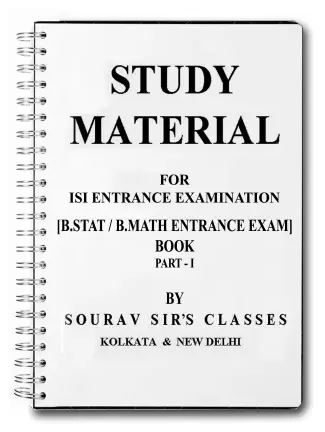 STUDY
MATERIAL
FOR
ISI ENTRANCE EXAMINATION
[B.STAT / B.MATH ENTRANCE EXAM]
BOOK
PART - I
BY
SOURAV SIR'S CLASSES
KOLKATA & NEW DELHI